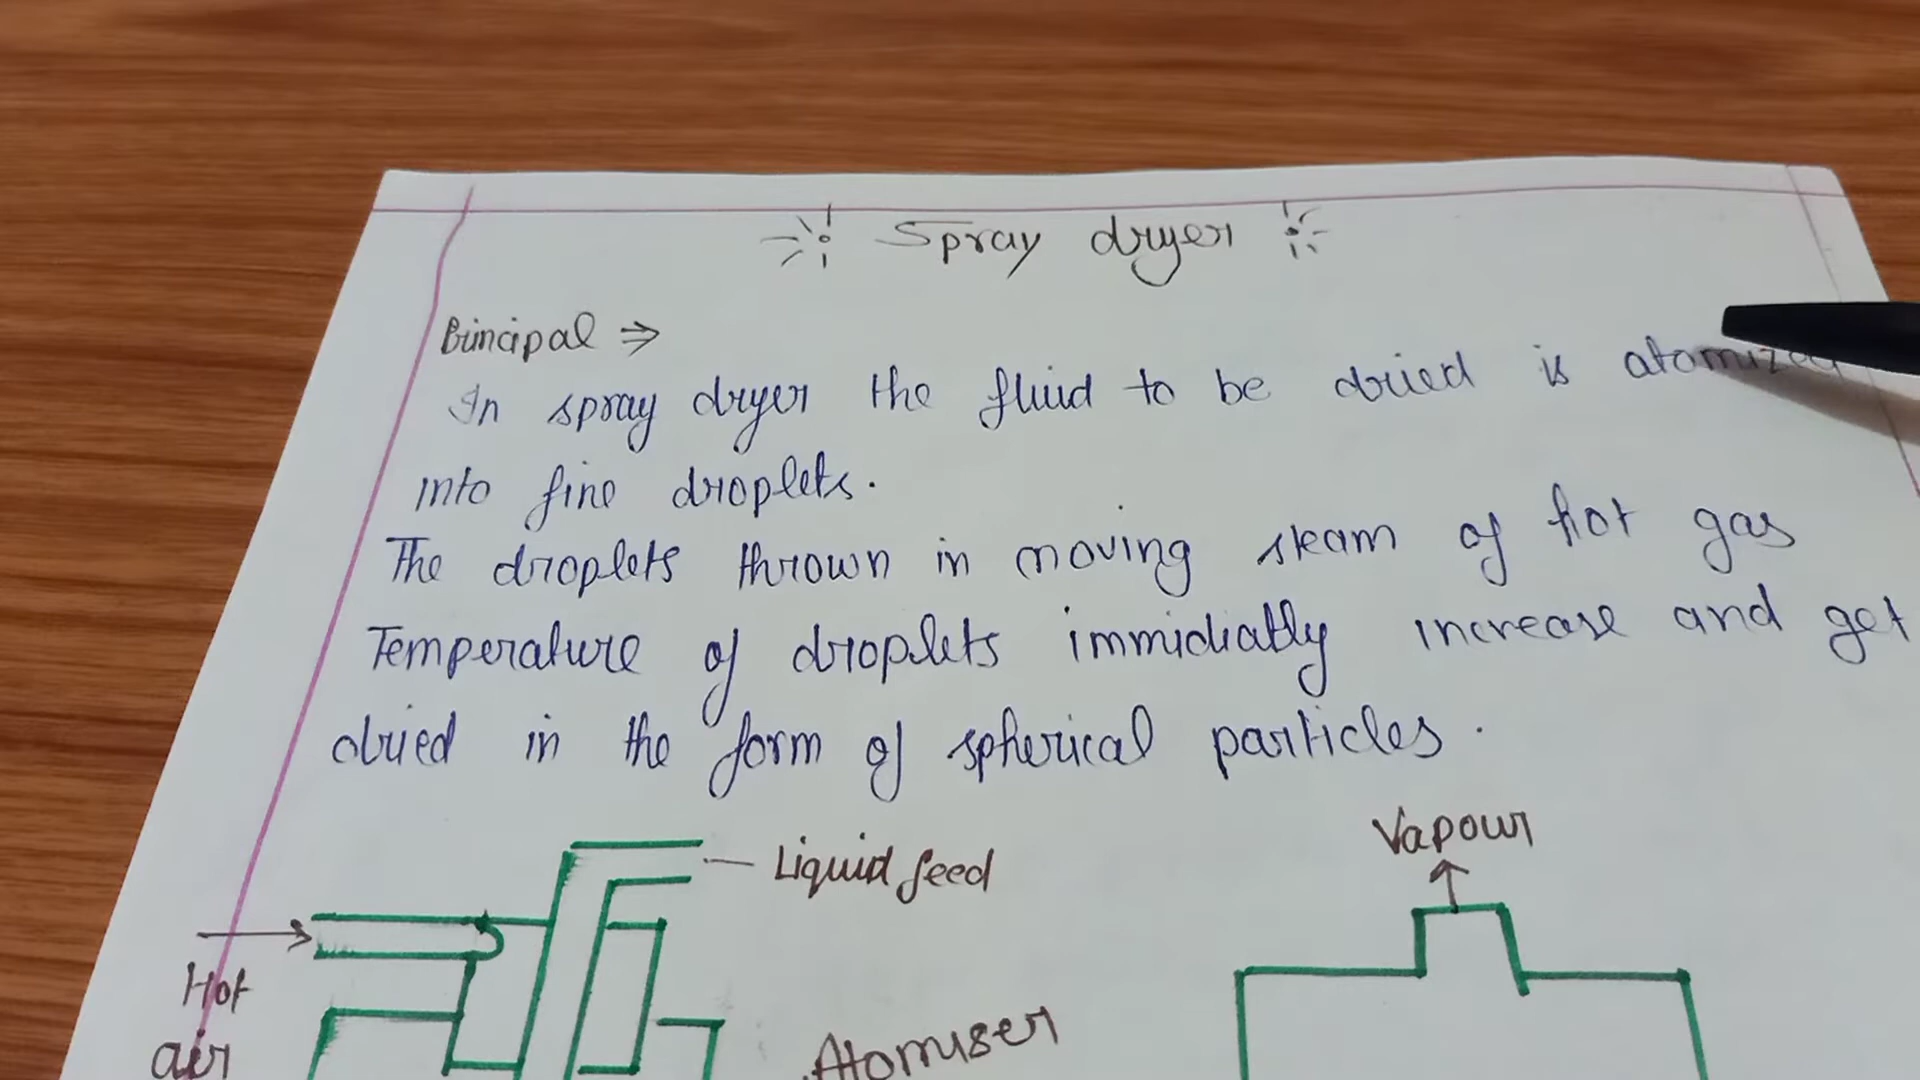 Spray dryer
Principal ⇒
In spray dryer the fluid to be dried is atomized
into fine droplets.
The droplets thrown in moving steam of hot gas
Temperature of droplets immidiatly increase and get
dried in the form of spherical particles.
Vapour
Liquid feed
Hot
air
Atomiser